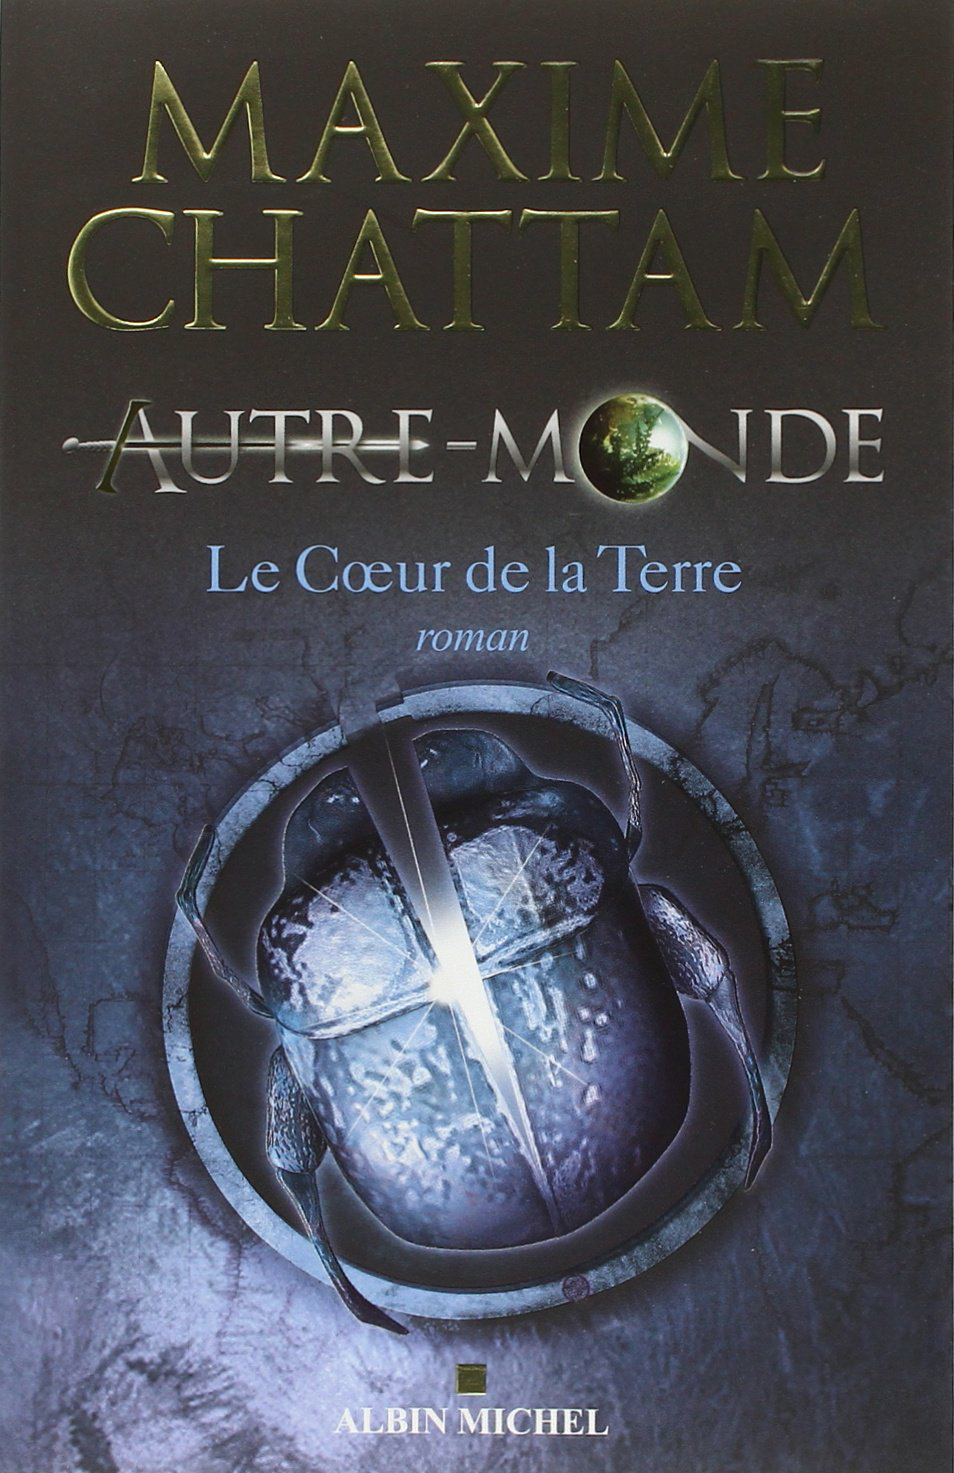 MAXIME
CHATTAM
AUTRE-MONDE
Le Cœur de la Terre
roman
ALBIN MICHEL